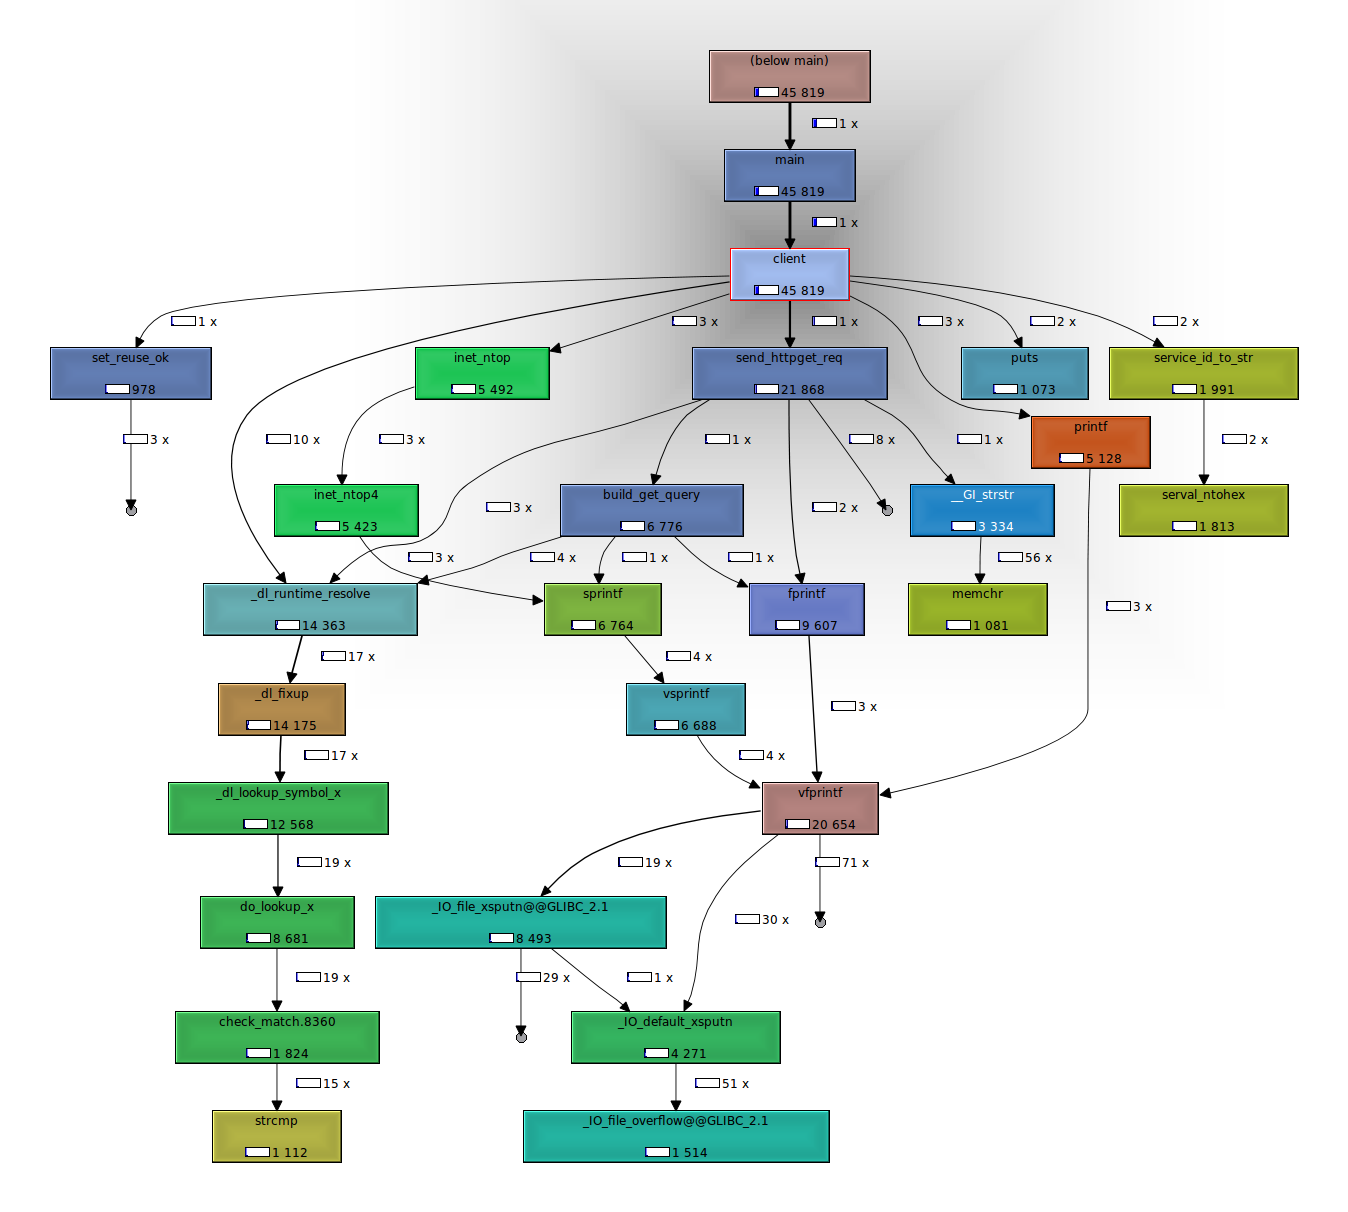 (below main)
45 819
1 x
main
45 819
1 x
client
45 819
1 x
3 x
1 x
3 x
2 x
2 x
set_reuse_ok
978
inet_ntop
5 492
send_httpget_req
21 868
puts
1 073
service_id_to_str
1 991
printf
5 128
3 x
10 x
3 x
1 x
8 x
1 x
2 x
inet_ntop4
5 423
build_get_query
6 776
__GI_strstr
3 334
serval_ntohex
1 813
3 x
2 x
3 x
4 x
1 x
1 x
56 x
_dl_runtime_resolve
14 363
sprintf
6 764
fprintf
9 607
memchr
1 081
3 x
17 x
4 x
_dl_fixup
14 175
vsprintf
6 688
3 x
17 x
4 x
_dl_lookup_symbol_x
12 568
vfprintf
20 654
19 x
19 x
71 x
do_lookup_x
8 681
_IO_file_xsputn@@GLIBC_2.1
8 493
30 x
19 x
29 x
1 x
check_match.8360
1 824
_IO_default_xsputn
4 271
15 x
51 x
strcmp
1 112
_IO_file_overflow@@GLIBC_2.1
1 514